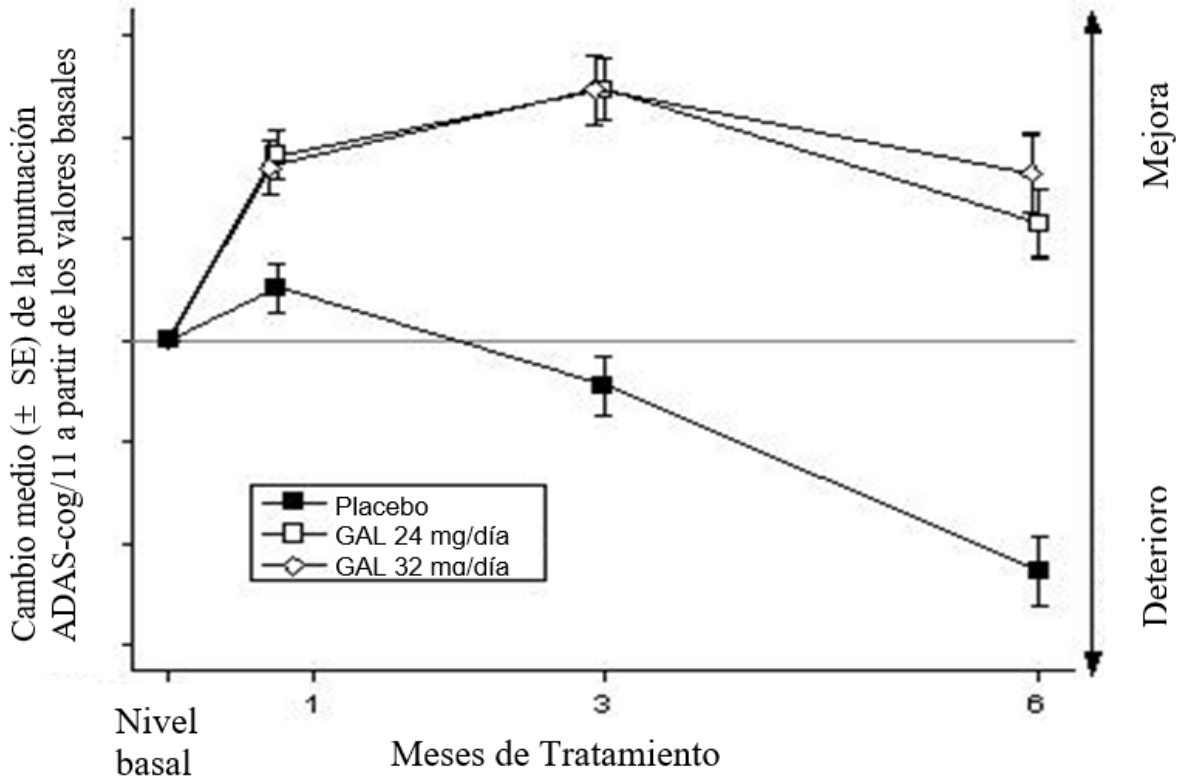 Cambio medio (± SE) de la puntuación
ADAS-cog/11 a partir de los valores basales
Mejora
Deterioro
Placebo
GAL 24 mg/día
GAL 32 mg/día
Nivel
basal
1
3
6
Meses de Tratamiento